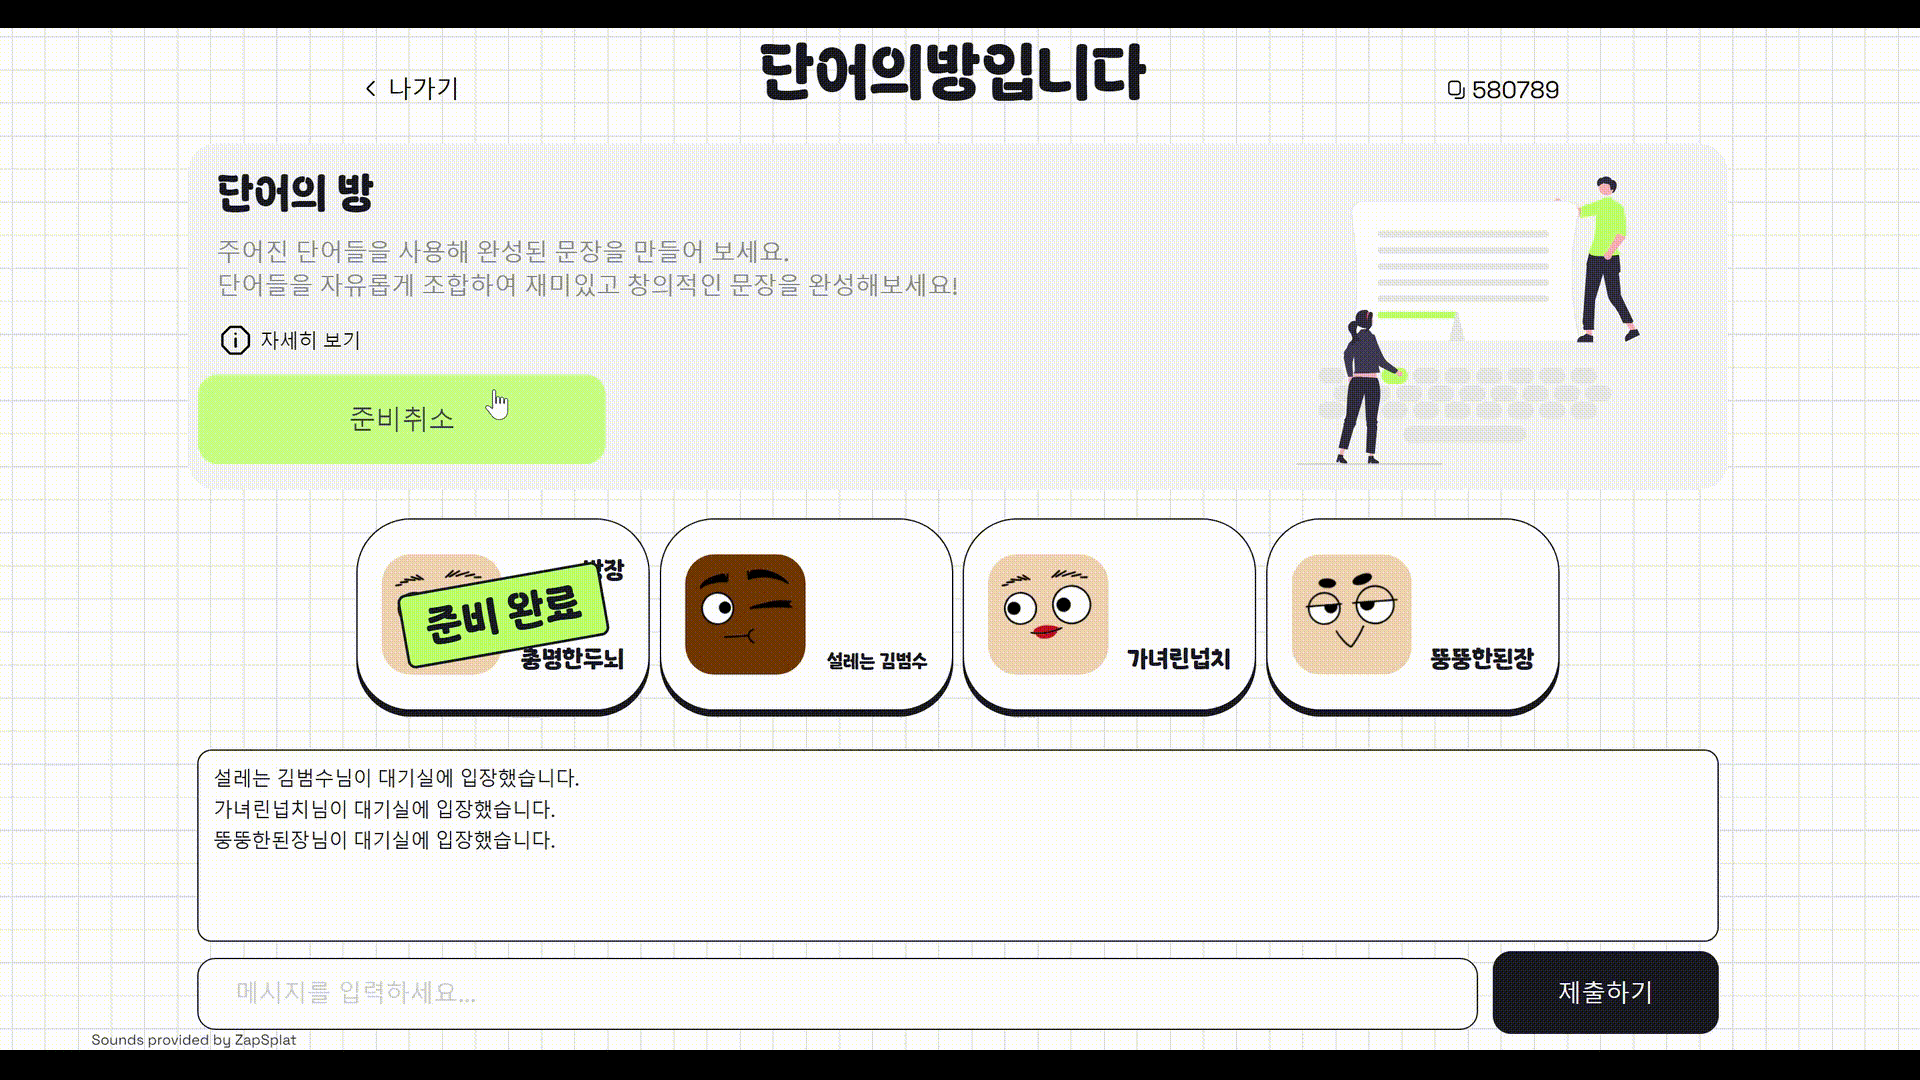 단어의방입니다
나가기
580789
단어의 방
주어진 단어들을 사용해 완성된 문장을 만들어 보세요.
단어들을 자유롭게 조합하여 재미있고 창의적인 문장을 완성해보세요!
자세히 보기
준비취소
준비 완료
충명한두뇌
설레는 김범수
가녀린넙치
뚱뚱한된장
설레는 김범수님이 대기실에 입장했습니다.
가녀린넙치님이 대기실에 입장했습니다.
뚱뚱한된장님이 대기실에 입장했습니다.
메시지를 입력하세요...
제출하기
Sounds provided by ZapSplat